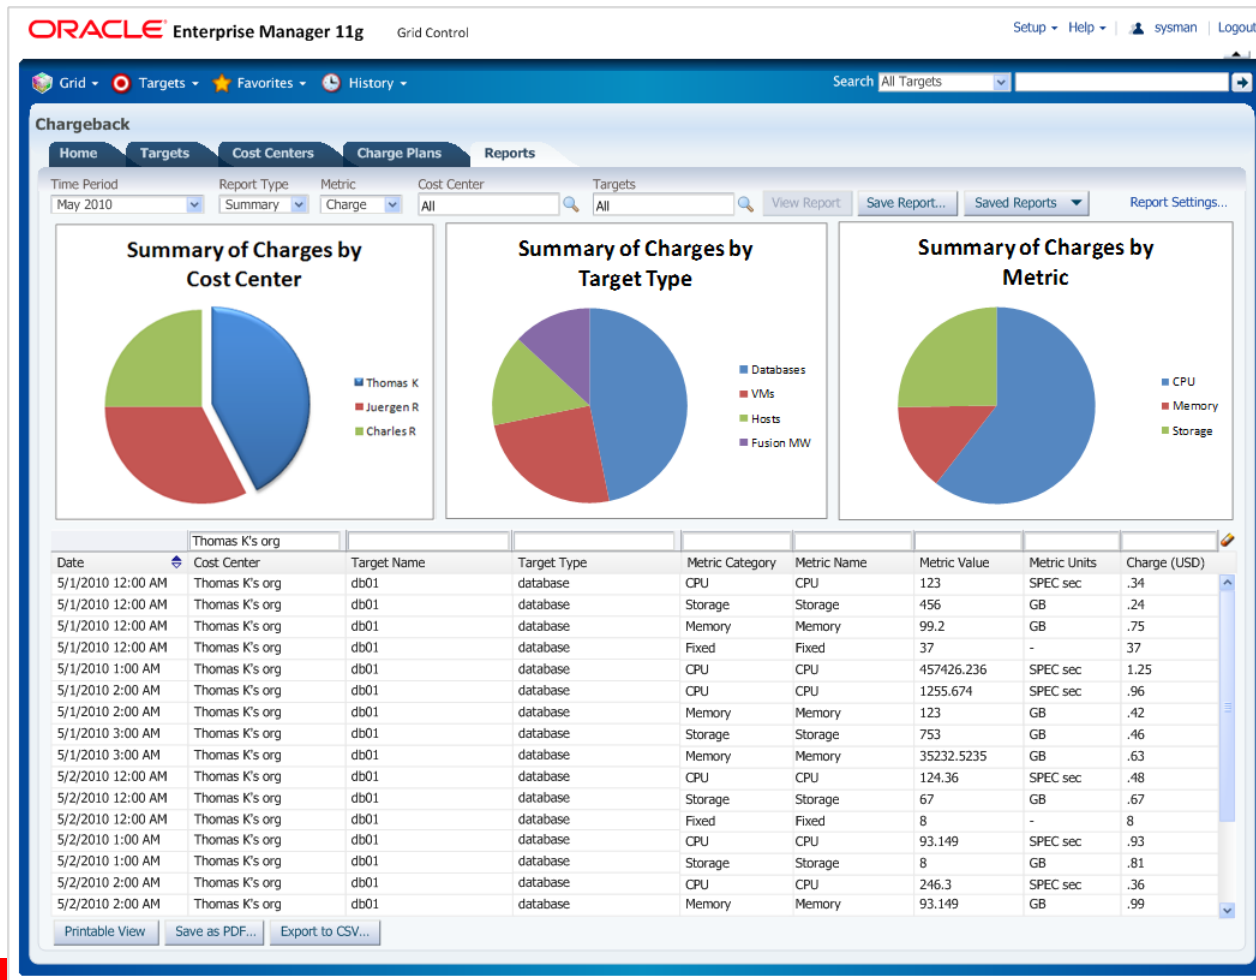 ORACLE Enterprise Manager 11g Grid Control Setup Help sysman Logout
Grid Targets Favorites History Search All Targets
Chargeback
Home Targets Cost Centers Charge Plans Reports
Time Period Report Type Metric Cost Center Targets
May 2010 Summary Charge All All View Report Save Report... Saved Reports Report Settings...
Summary of Charges by
Cost Center
Thomas K
Juergen R
Charles R
Summary of Charges by
Target Type
Databases
VMs
Hosts
Fusion MW
Summary of Charges by
Metric
CPU
Memory
Storage
Thomas K's org
Date Cost Center Target Name Target Type Metric Category Metric Name Metric Value Metric Units Charge (USD)
5/1/2010 12:00 AM Thomas K's org db01 database CPU CPU 123 SPEC sec .34
5/1/2010 12:00 AM Thomas K's org db01 database Storage Storage 456 GB .24
5/1/2010 12:00 AM Thomas K's org db01 database Memory Memory 99.2 GB .75
5/1/2010 12:00 AM Thomas K's org db01 database Fixed Fixed 37 - 37
5/1/2010 1:00 AM Thomas K's org db01 database CPU CPU 457426.236 SPEC sec 1.25
5/1/2010 2:00 AM Thomas K's org db01 database CPU CPU 1255.674 SPEC sec .96
5/1/2010 2:00 AM Thomas K's org db01 database Memory Memory 123 GB .42
5/1/2010 3:00 AM Thomas K's org db01 database Storage Storage 753 GB .46
5/1/2010 3:00 AM Thomas K's org db01 database Memory Memory 35232.5235 GB .63
5/2/2010 12:00 AM Thomas K's org db01 database CPU CPU 124.36 SPEC sec .48
5/2/2010 12:00 AM Thomas K's org db01 database Storage Storage 67 GB .67
5/2/2010 12:00 AM Thomas K's org db01 database Fixed Fixed 8 - 8
5/2/2010 1:00 AM Thomas K's org db01 database CPU CPU 93.149 SPEC sec .93
5/2/2010 1:00 AM Thomas K's org db01 database Storage Storage 8 GB .81
5/2/2010 2:00 AM Thomas K's org db01 database CPU CPU 246.3 SPEC sec .36
5/2/2010 2:00 AM Thomas K's org db01 database Memory Memory 93.149 GB .99
Printable View Save as PDF... Export to CSV...